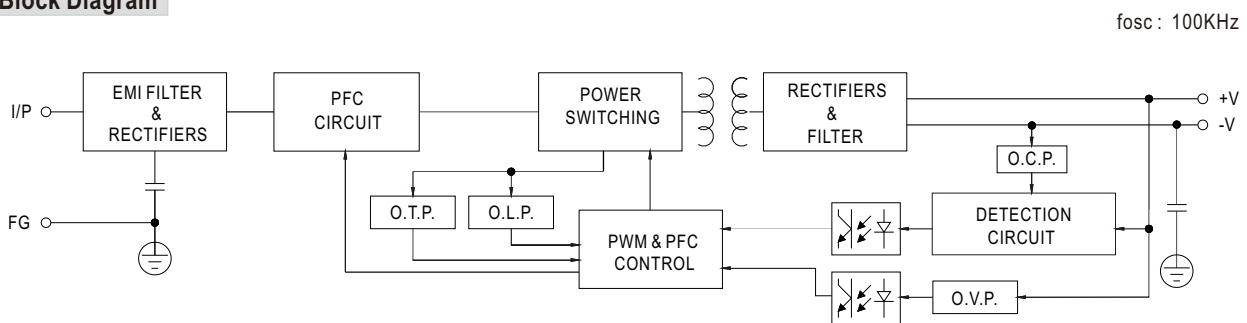 Block Diagram
fosc : 100KHz
I/P
EMI FILTER
&
RECTIFIERS
PFC
CIRCUIT
POWER
SWITCHING
RECTIFIERS
&
FILTER
+V
-V
O.C.P.
O.T.P.
O.L.P.
FG
PWM & PFC
CONTROL
DETECTION
CIRCUIT
O.V.P.